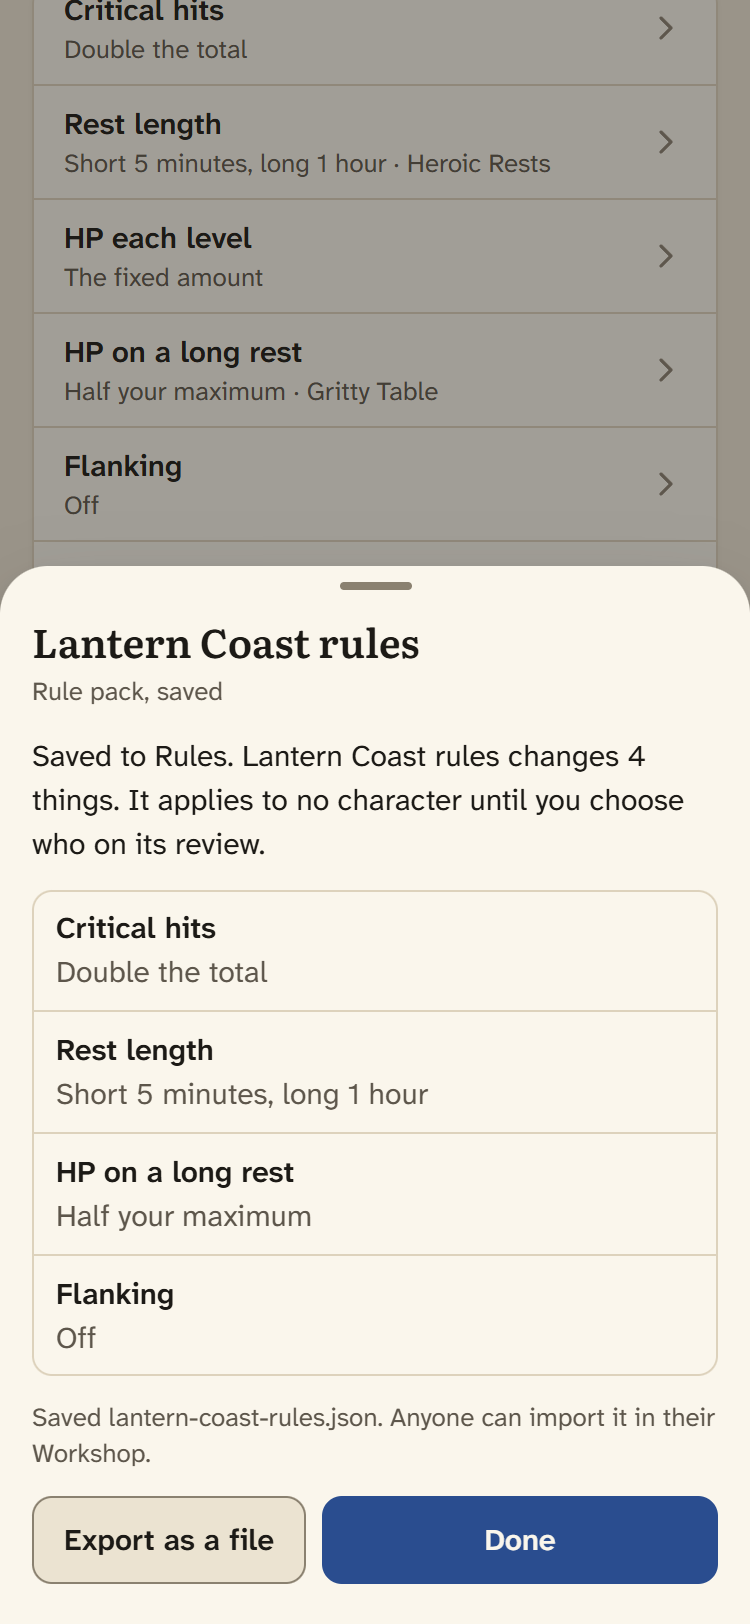 Critical hits
Double the total
Rest length
Short 5 minutes, long 1 hour · Heroic Rests
HP each level
The fixed amount
HP on a long rest
Half your maximum · Gritty Table
Flanking
Off
Lantern Coast rules
Rule pack, saved
Saved to Rules. Lantern Coast rules changes 4
things. It applies to no character until you choose
who on its review.
Critical hits
Double the total
Rest length
Short 5 minutes, long 1 hour
HP on a long rest
Half your maximum
Flanking
Off
Saved lantern-coast-rules.json. Anyone can import it in their
Workshop.
Export as a file
Done